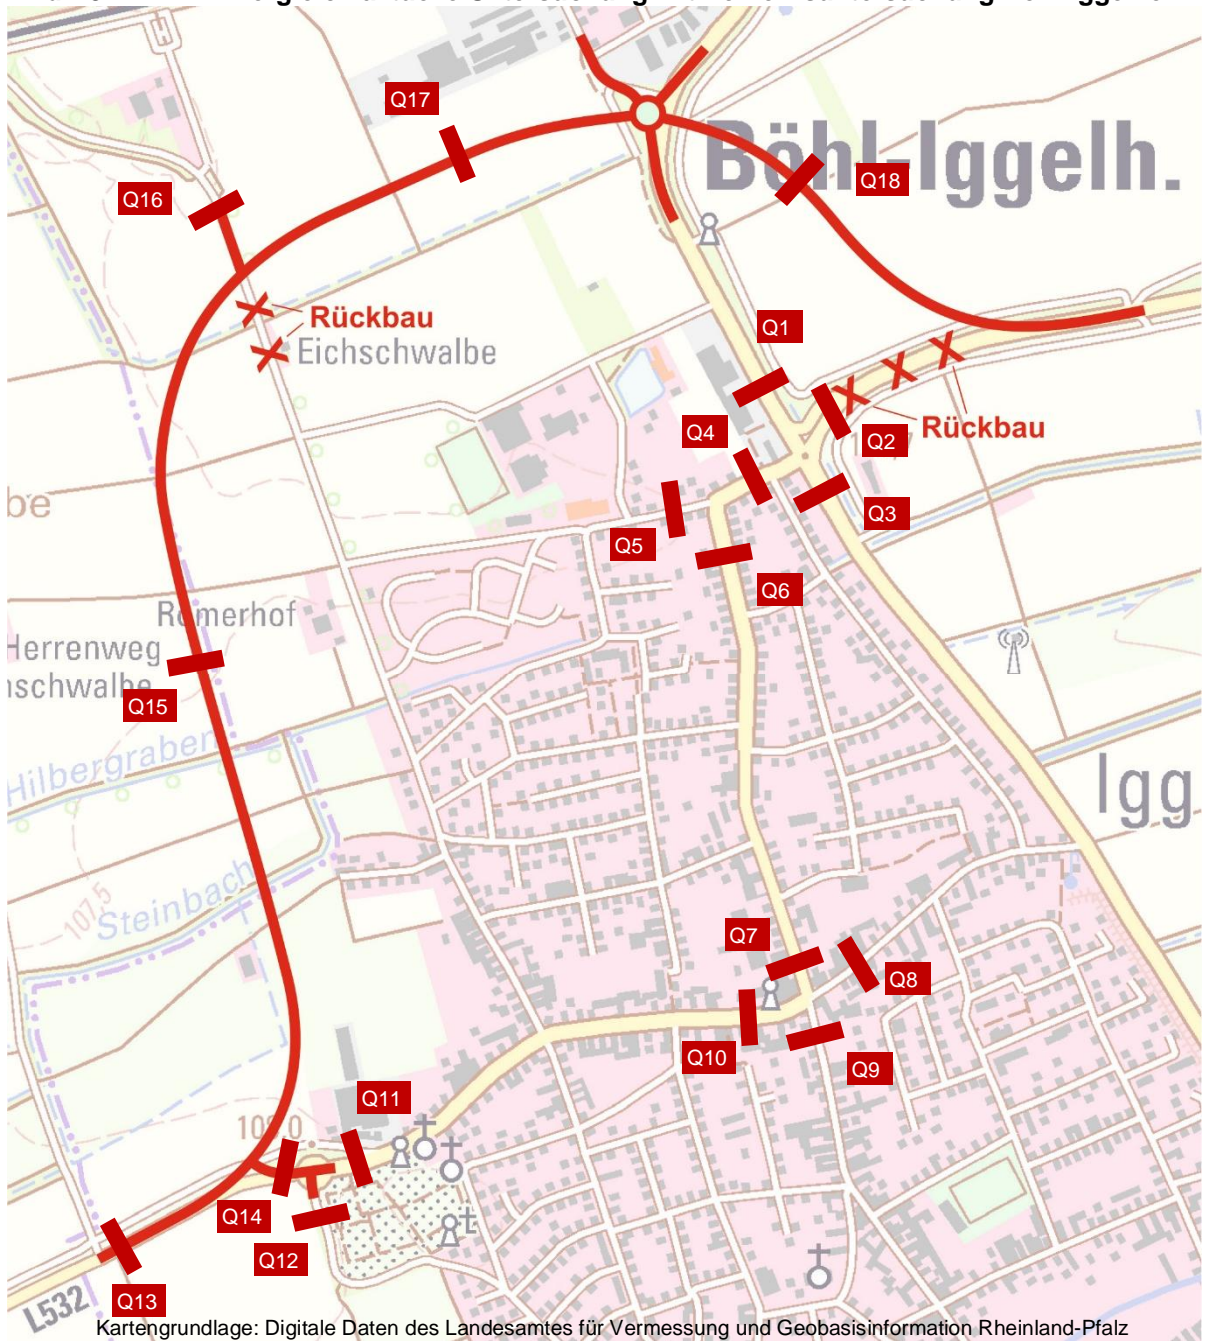 Q17
Böhl-Iggelh.
Q16
Q18
Rückbau
Eichschwalbe
Q1
Q4
Q2
Rückbau
be
Q3
Q5
Q6
Römerhof
Herrenweg
Q15
Hilbergraben
Igg
Steinbach
107,5
Q7
Q8
Q10
Q9
Q11
Q14
Q12
Q13
L532
Kartengrundlage: Digitale Daten des Landesamtes für Vermessung und Geobasisinformation Rheinland-Pfalz